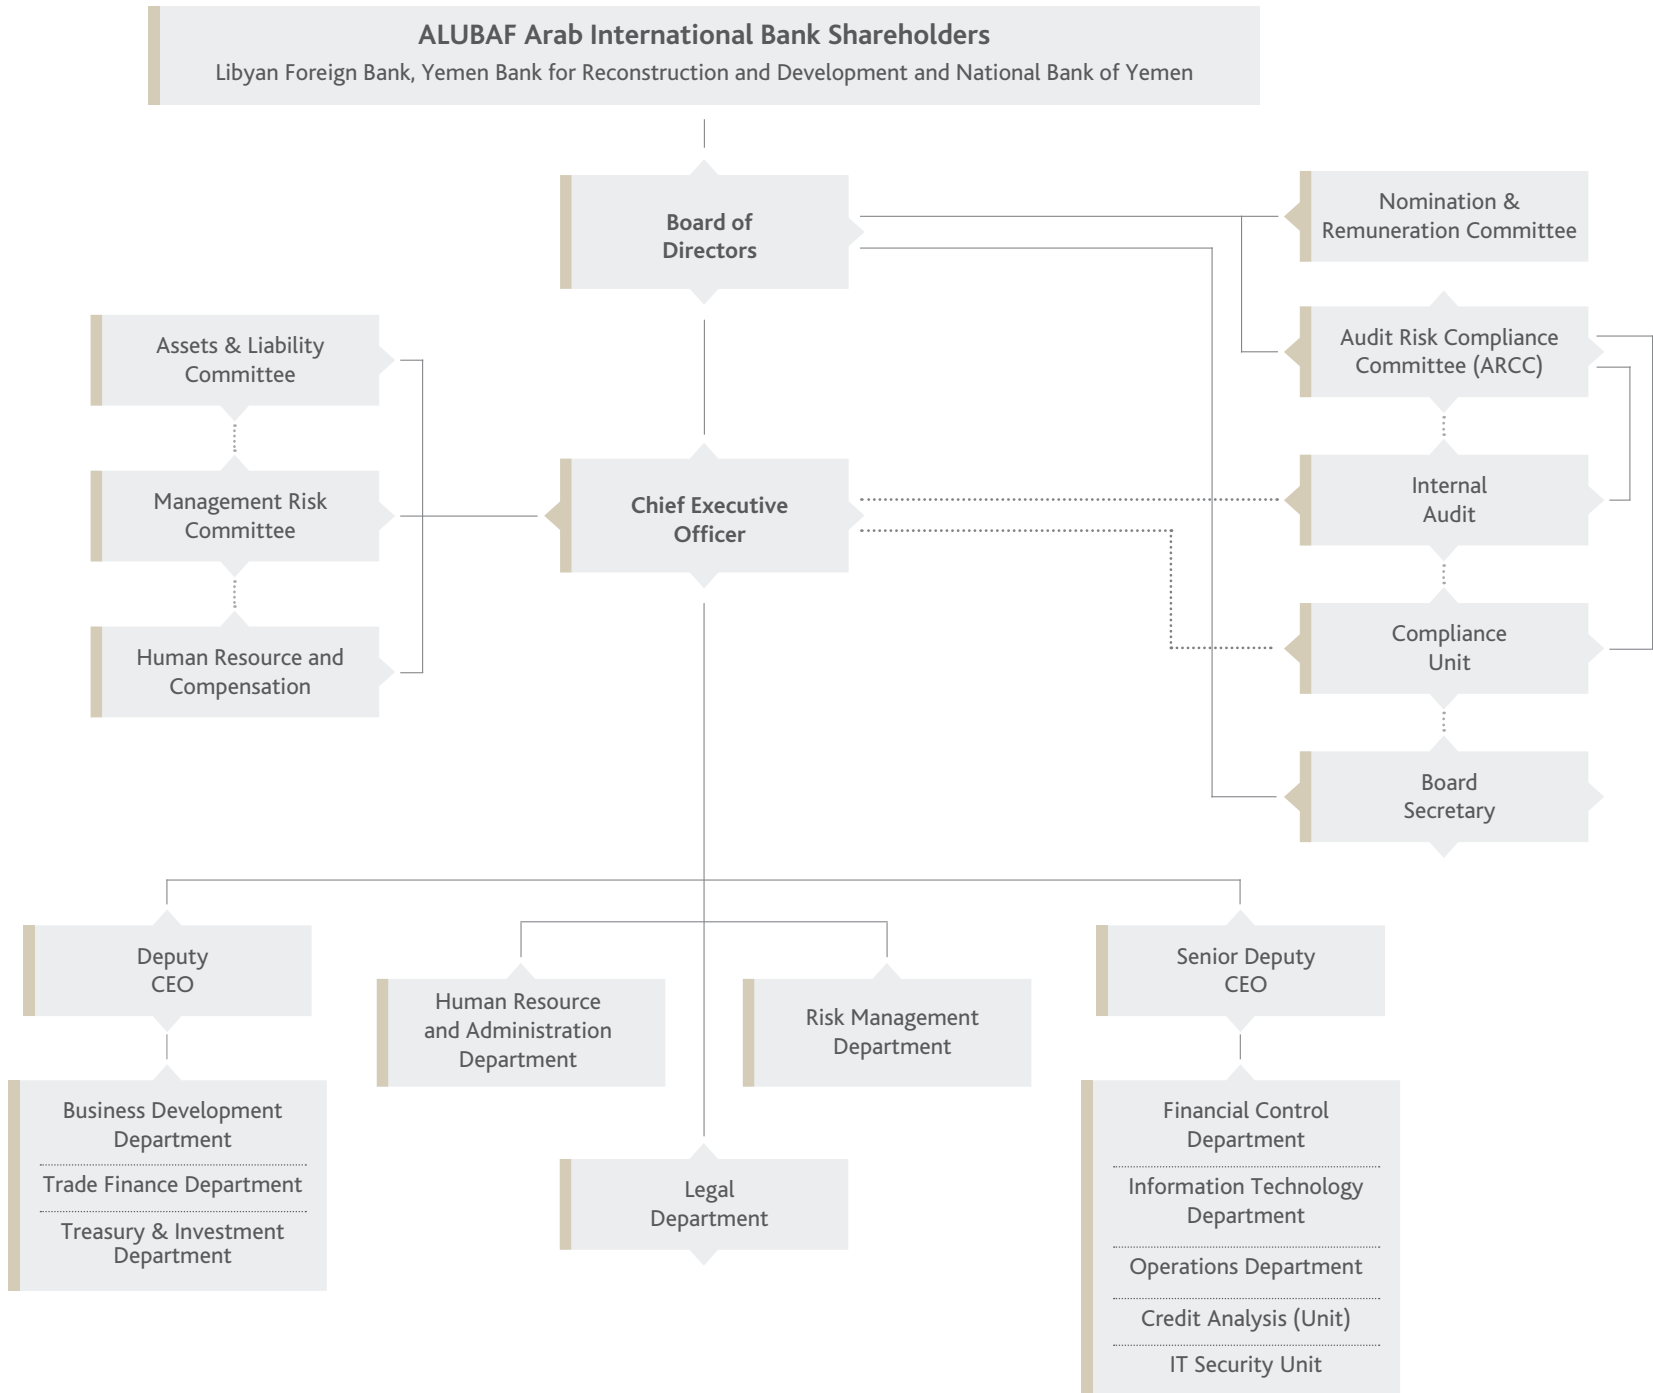 ALUBAF Arab International Bank Shareholders
Libyan Foreign Bank, Yemen Bank for Reconstruction and Development and National Bank of Yemen
Board of
Directors
Nomination &
Remuneration Committee
Assets & Liability
Committee
Audit Risk Compliance
Committee (ARCC)
Management Risk
Committee
Chief Executive
Officer
Internal
Audit
Human Resource and
Compensation
Compliance
Unit
Board
Secretary
Deputy
CEO
Human Resource
and Administration
Department
Risk Management
Department
Senior Deputy
CEO
Business Development
Department
Trade Finance Department
Treasury & Investment
Department
Legal
Department
Financial Control
Department
Information Technology
Department
Operations Department
Credit Analysis (Unit)
IT Security Unit